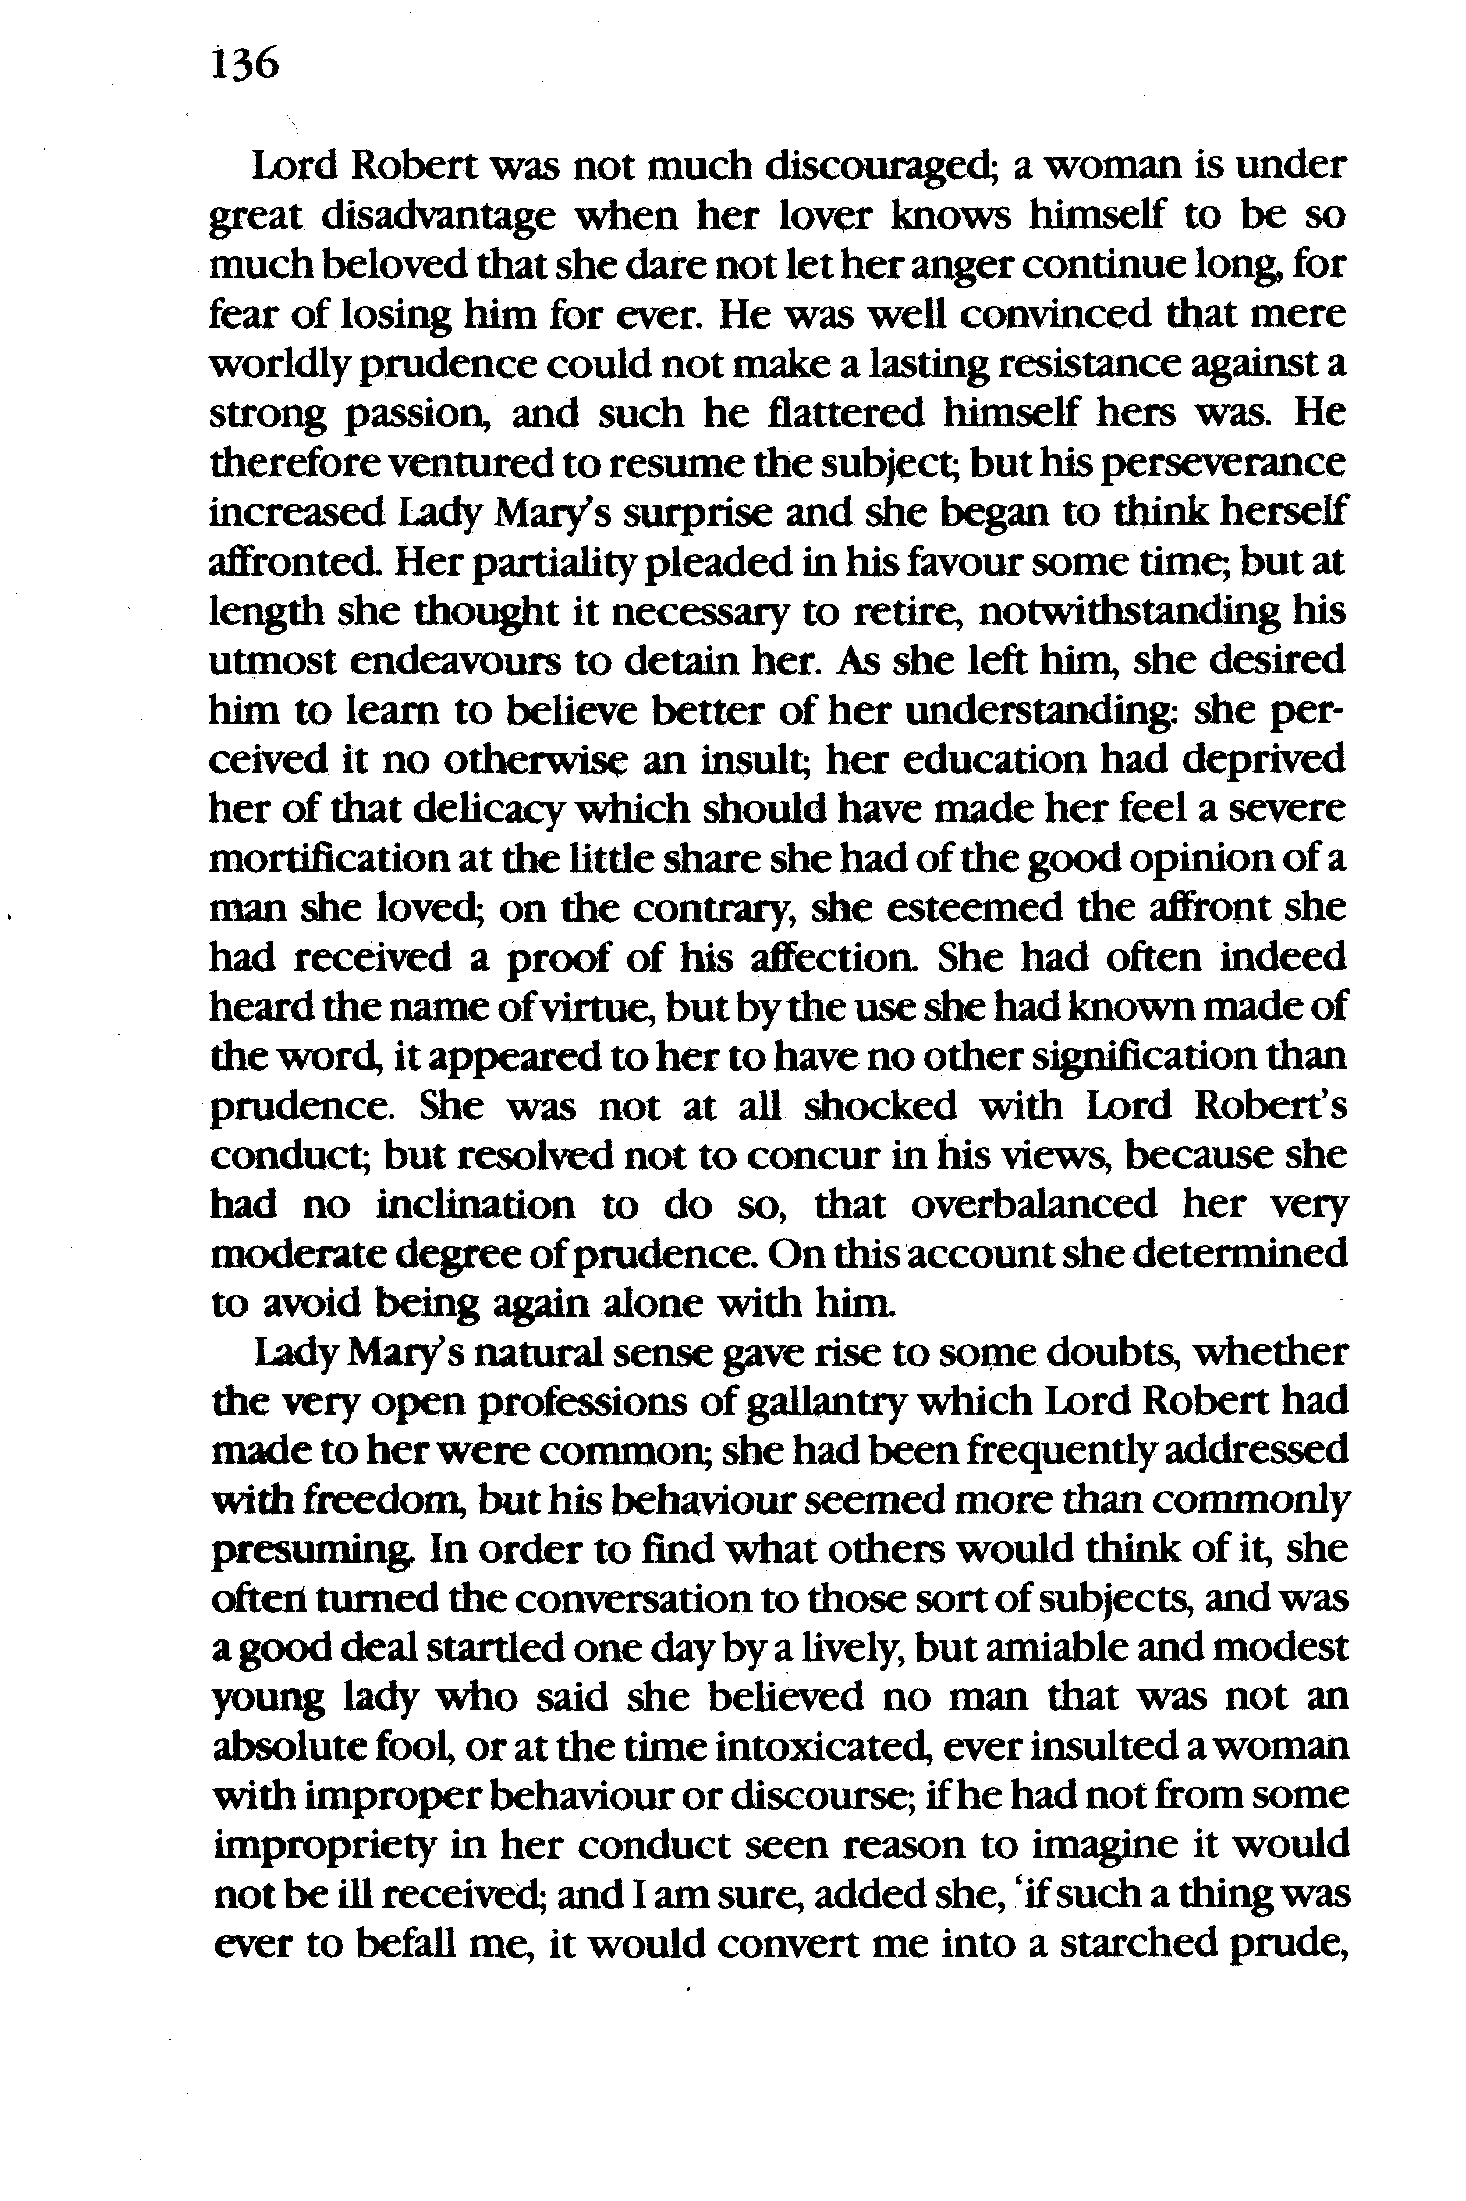 136
Lord Robert was not much discouraged; a woman is under
great disadvantage when her lover knows himself to be so
much beloved that she dare not let her anger continue long, for
fear of losing him for ever. He was well convinced that mere
worldly prudence could not make a lasting resistance against a
strong passion, and such he flattered himself hers was. He
therefore ventured to resume the subject; but his perseverance
increased Lady Mary's surprise and she began to think herself
affronted. Her partiality pleaded in his favour some time; but at
length she thought it necessary to retire, notwithstanding his
utmost endeavours to detain her. As she left him, she desired
him to learn to believe better of her understanding: she per-
ceived it no otherwise an insult; her education had deprived
her of that delicacy which should have made her feel a severe
mortification at the little share she had of the good opinion of a
man she loved; on the contrary, she esteemed the affront she
had received a proof of his affection. She had often indeed
heard the name of virtue, but by the use she had known made of
the word, it appeared to her to have no other signification than
prudence. She was not at all shocked with Lord Robert's
conduct; but resolved not to concur in his views, because she
had no inclination to do so, that overbalanced her very
moderate degree of prudence. On this account she determined
to avoid being again alone with him.
Lady Mary's natural sense gave rise to some doubts, whether
the very open professions of gallantry which Lord Robert had
made to her were common; she had been frequently addressed
with freedom, but his behaviour seemed more than commonly
presuming. In order to find what others would think of it, she
often turned the conversation to those sort of subjects, and was
a good deal startled one day by a lively, but amiable and modest
young lady who said she believed no man that was not an
absolute fool, or at the time intoxicated, ever insulted a woman
with improper behaviour or discourse; if he had not from some
impropriety in her conduct seen reason to imagine it would
not be ill received; and I am sure, added she, 'if such a thing was
ever to befall me, it would convert me into a starched prude,